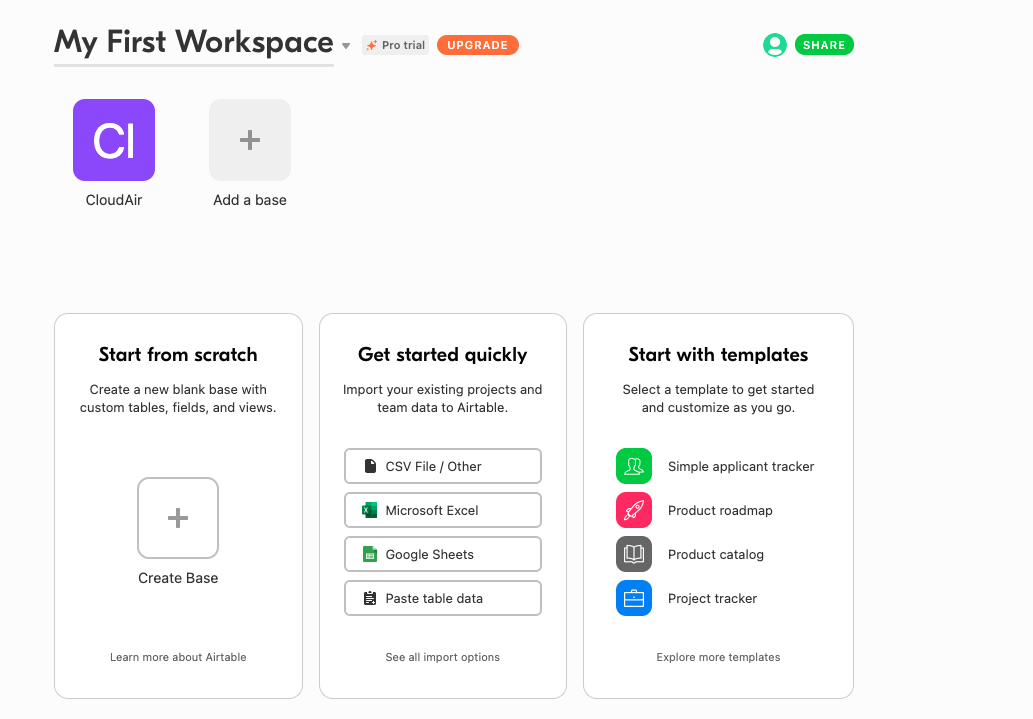 My First Workspace
Pro trial
UPGRADE
SHARE
Cl
CloudAir
Add a base
Start from scratch
Create a new blank base with
custom tables, fields, and views.
Create Base
Learn more about Airtable
Get started quickly
Import your existing projects and
team data to Airtable.
CSV File / Other
Microsoft Excel
Google Sheets
Paste table data
See all import options
Start with templates
Select a template to get started
and customize as you go.
Simple applicant tracker
Product roadmap
Product catalog
Project tracker
Explore more templates